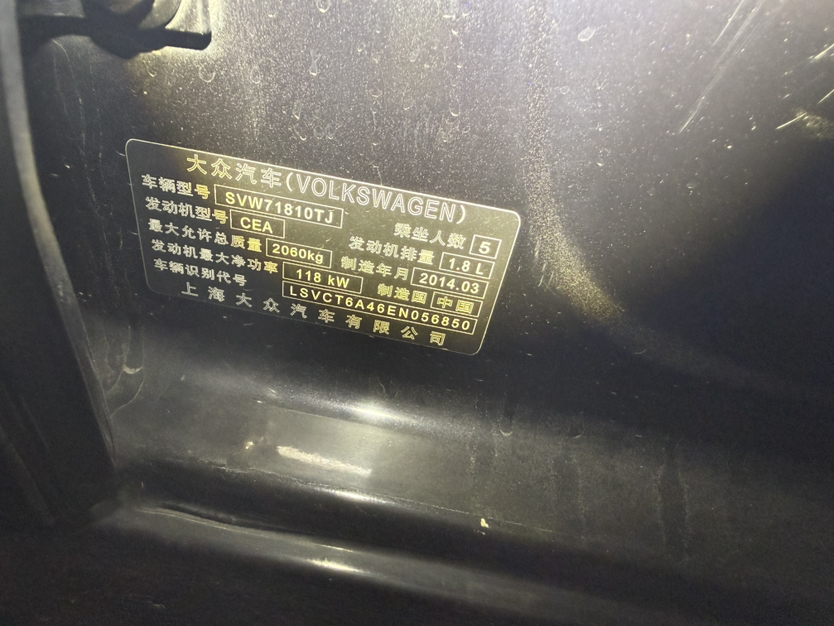 大众汽车(VOLKSWAGEN)
车辆型号 SVW71810TJ 乘坐人数 5
发动机型号 CEA 发动机排量 1.8 L
最大允许总质量 2060kg 制造年月 2014.03
发动机最大净功率 118 kW 制造国 中国
车辆识别代号 LSVCT6A46EN056850
上海大众汽车有限公司